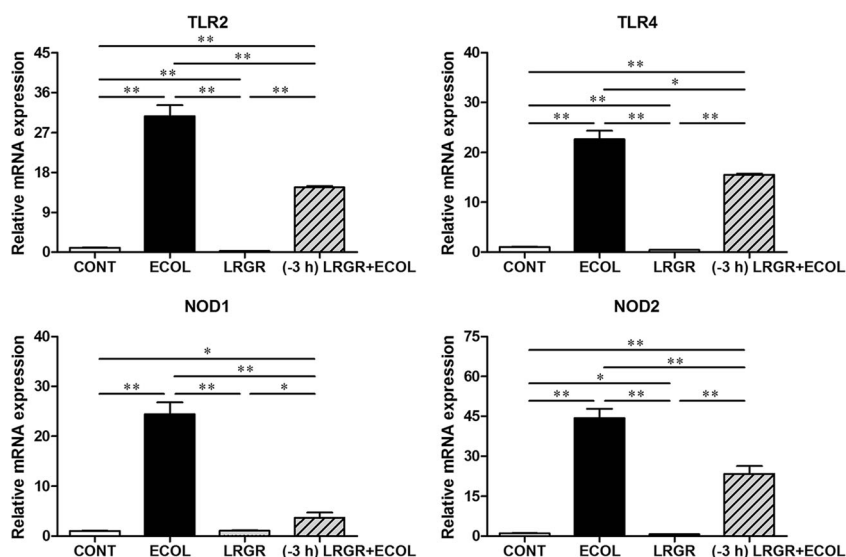 TLR2
**
**
**
** ** **
Relative mRNA expression
45
36
27
18
9
0
CONT ECOL LRGR (-3 h) LRGR+ECOL
TLR4
**
*
**
** ** **
Relative mRNA expression
40
30
20
10
0
CONT ECOL LRGR (-3 h) LRGR+ECOL
NOD1
*
**
** ** *
Relative mRNA expression
40
30
20
10
0
CONT ECOL LRGR (-3 h) LRGR+ECOL
NOD2
**
**
*
** ** **
Relative mRNA expression
75
60
45
30
15
0
CONT ECOL LRGR (-3 h) LRGR+ECOL